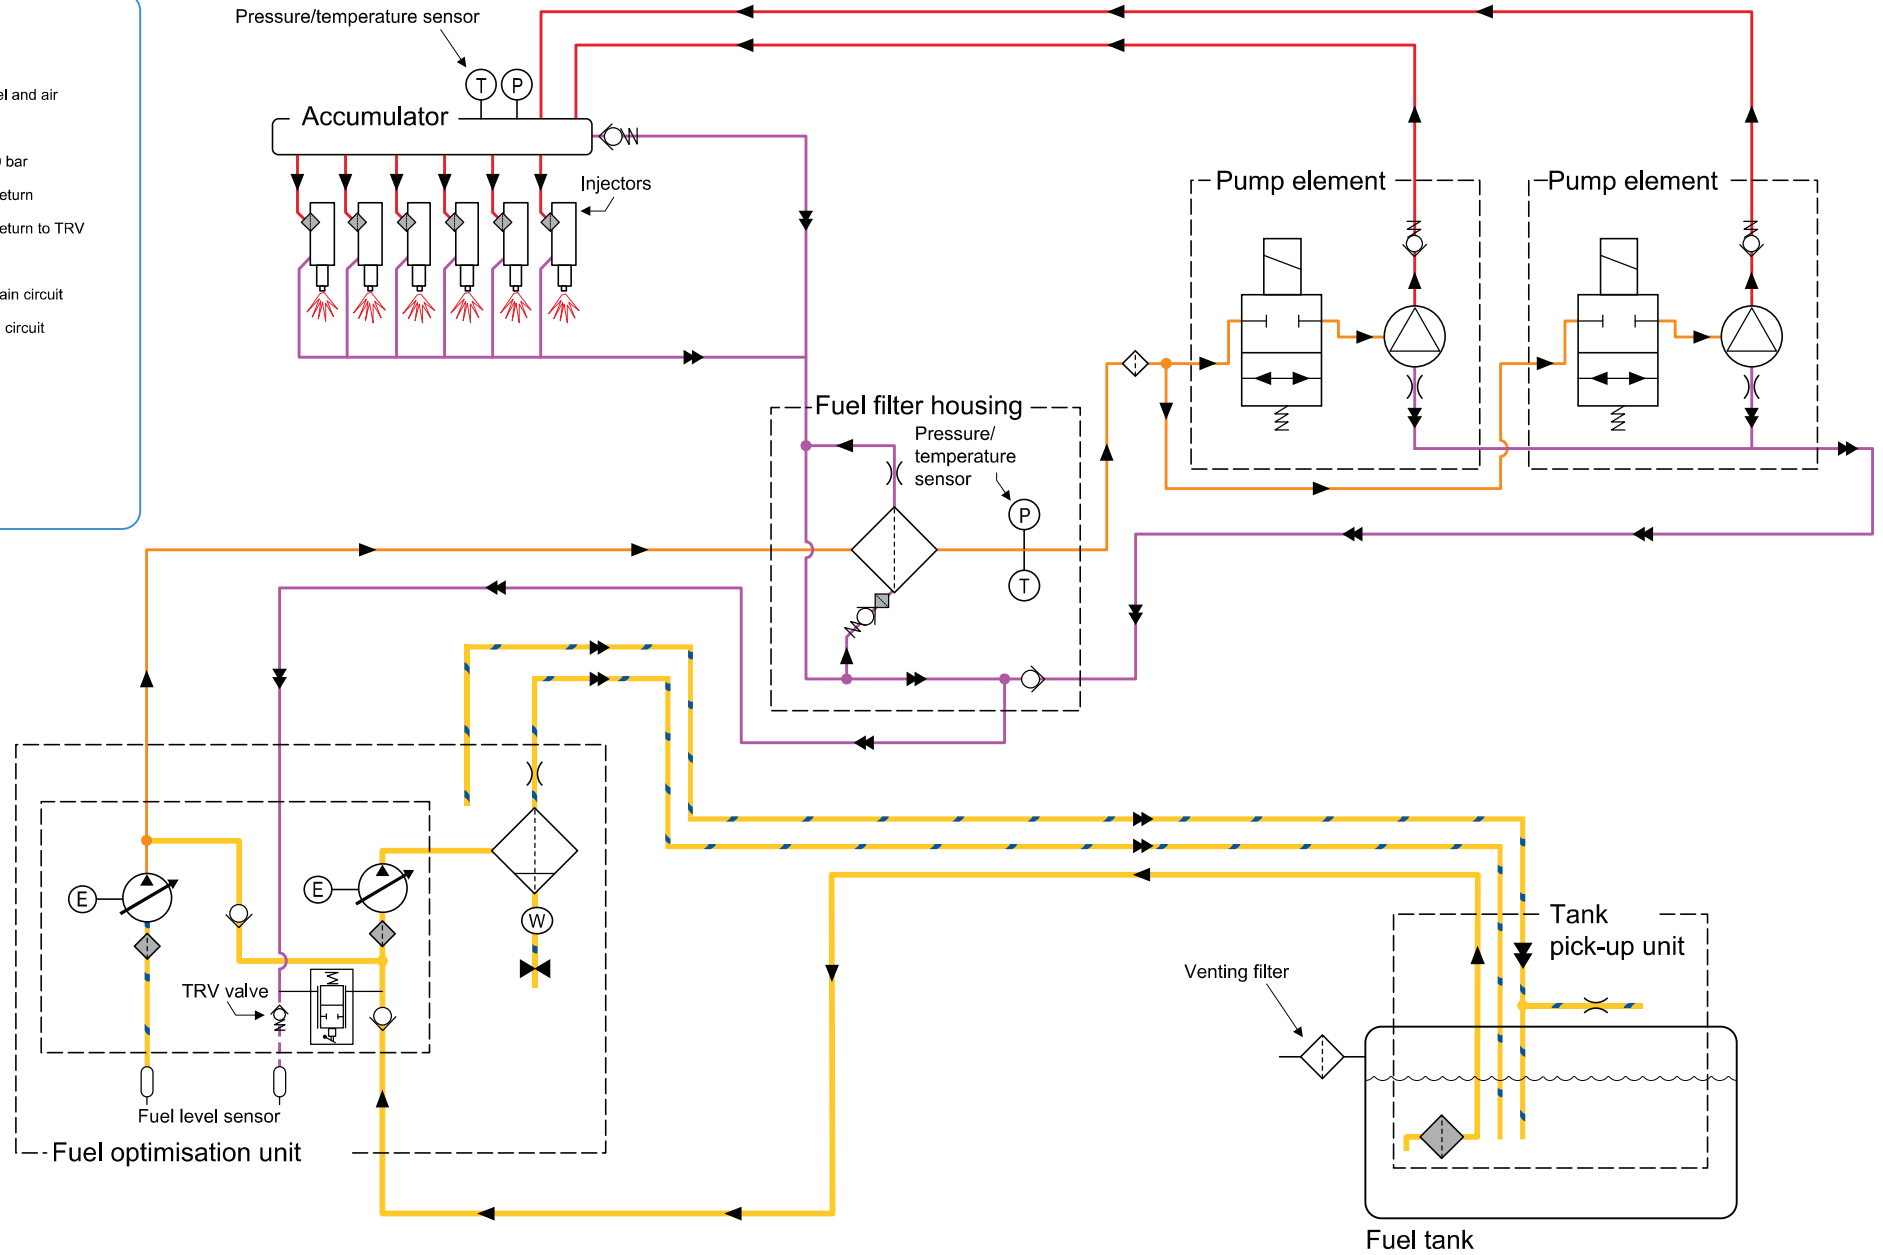 Pressure/temperature sensor
T
P
Accumulator
Injectors
el and air
bar
eturn
eturn to TRV
ain circuit
circuit
Pump element
Pump element
Fuel filter housing
Pressure/
temperature
sensor
P
T
E
E
W
TRV valve
Fuel level sensor
Fuel optimisation unit
Tank
pick-up unit
Venting filter
Fuel tank